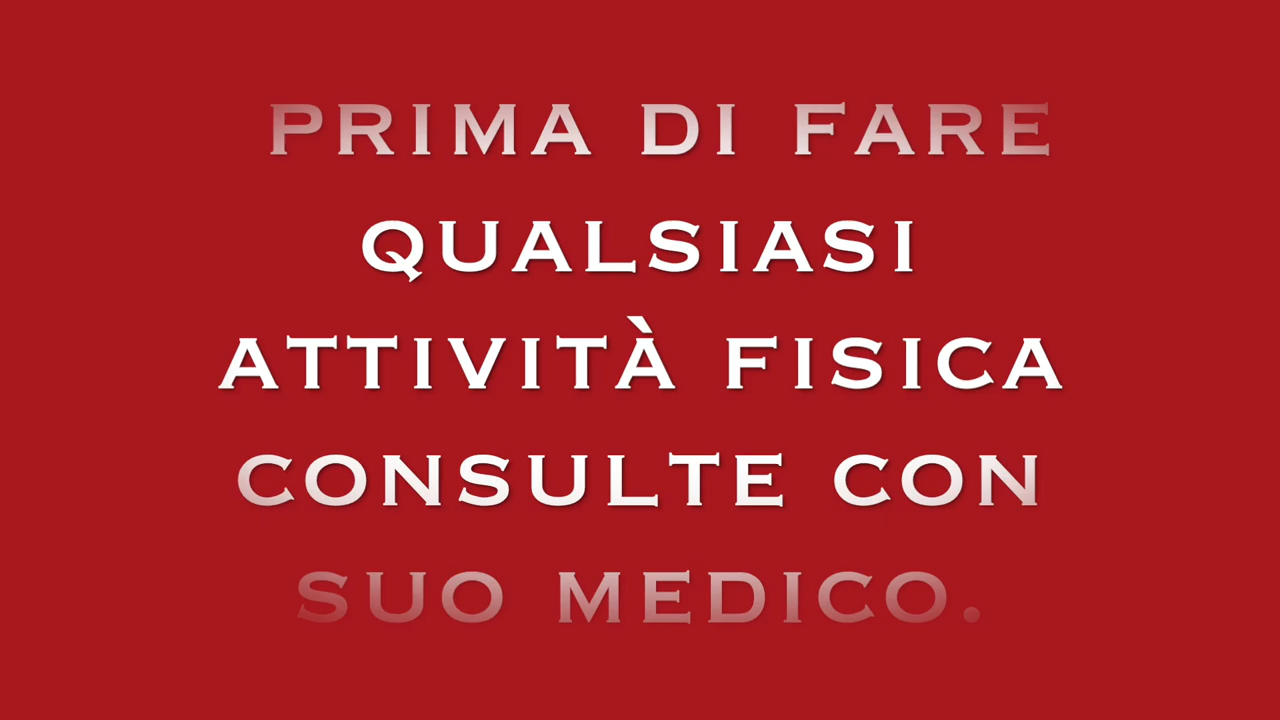 PRIMA DI FARE
QUALSIASI
ATTIVITÀ FISICA
CONSULTE CON
SUO MEDICO.